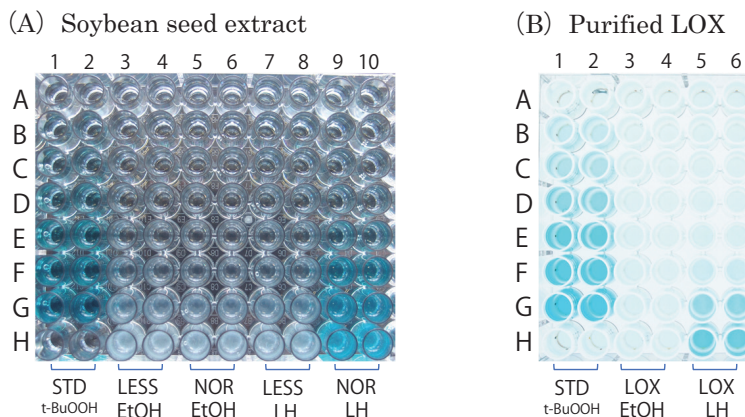 (A) Soybean seed extract
1 2 3 4 5 6 7 8 9 10
A
B
C
D
E
F
G
H
STD LESS NOR LESS NOR
t-BuOOH EtOH EtOH LH LH
(B) Purified LOX
1 2 3 4 5 6
A
B
C
D
E
F
G
H
STD LOX LOX
t-BuOOH EtOH LH